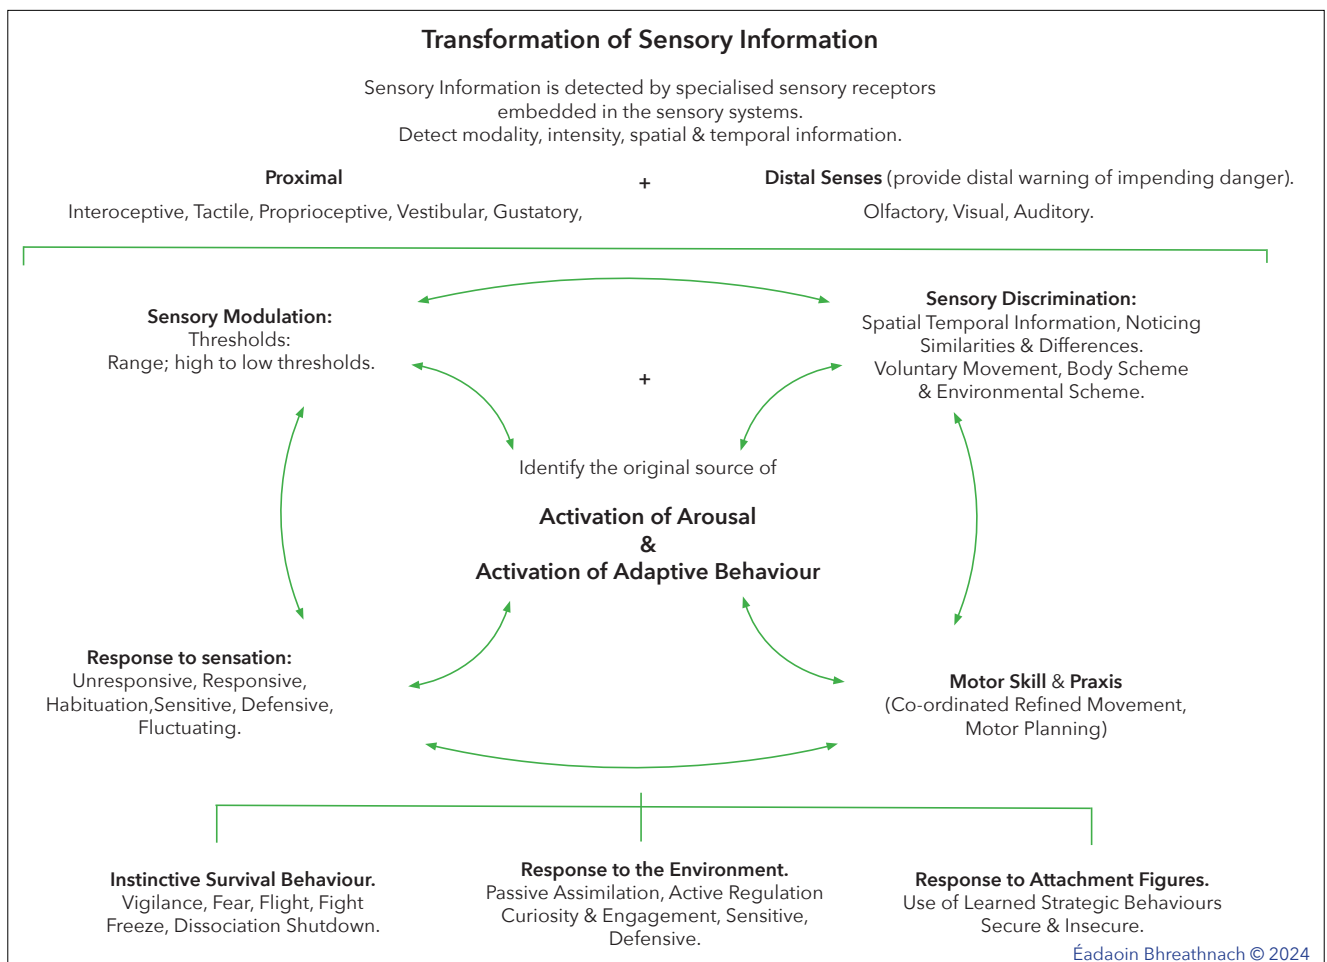 Transformation of Sensory Information
Sensory Information is detected by specialised sensory receptors
embedded in the sensory systems.
Detect modality, intensity, spatial & temporal information.
Proximal
+
Distal Senses (provide distal warning of impending danger).
Interoceptive, Tactile, Proprioceptive, Vestibular, Gustatory,
Olfactory, Visual, Auditory.
Sensory Modulation:
Thresholds:
Range; high to low thresholds.
+
Sensory Discrimination:
Spatial Temporal Information, Noticing
Similarities & Differences.
Voluntary Movement, Body Scheme
& Environmental Scheme.
Identify the original source of
Activation of Arousal
&
Activation of Adaptive Behaviour
Response to sensation:
Unresponsive, Responsive,
Habituation,Sensitive, Defensive,
Fluctuating.
Motor Skill & Praxis
(Co-ordinated Refined Movement,
Motor Planning)
Instinctive Survival Behaviour.
Vigilance, Fear, Flight, Fight
Freeze, Dissociation Shutdown.
Response to the Environment.
Passive Assimilation, Active Regulation
Curiosity & Engagement, Sensitive,
Defensive.
Response to Attachment Figures.
Use of Learned Strategic Behaviours
Secure & Insecure.
Éadaoin Bhreathnach © 2024